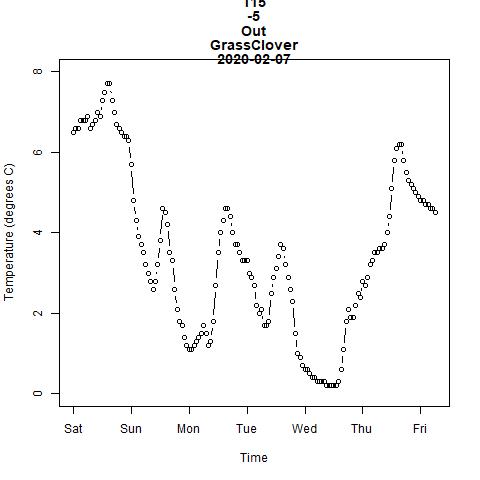 T15
-5
Out
GrassClover
2020-02-07
Temperature (degrees C)
8
6
4
2
0
Sat Sun Mon Tue Wed Thu Fri
Time